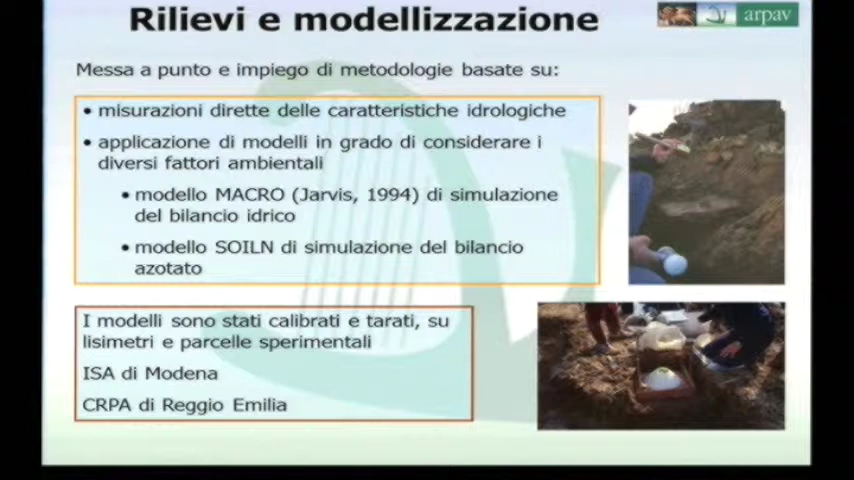 Rilievi e modellizzazione
arpav
Messa a punto e impiego di metodologie basate su:
• misurazioni dirette delle caratteristiche idrologiche
• applicazione di modelli in grado di considerare i
diversi fattori ambientali
• modello MACRO (Jarvis, 1994) di simulazione
del bilancio idrico
• modello SOILN di simulazione del bilancio
azotato
I modelli sono stati calibrati e tarati, su
lisimetri e parcelle sperimentali
ISA di Modena
CRPA di Reggio Emilia